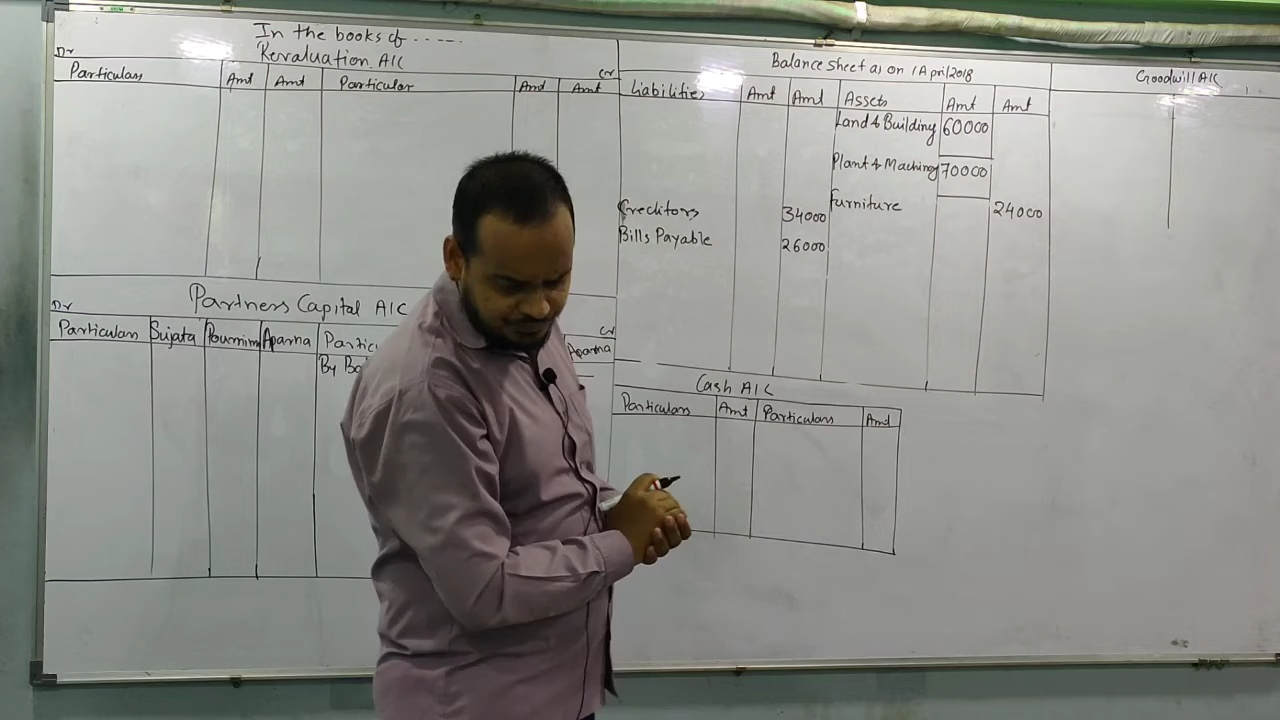 In the books of .....
Revaluation A/C
Dr
Cr
Particulars Amt Amt Particular Amt Amt
Partners Capital A/C
Dr
Cr
Particulars Sujata Pournima Aparna Aparna
By
Balance Sheet as on 1 April 2018
Liabilities Amt Amt Assets Amt Amt
Land & Building 60000
Plant & Machinery 70000
Furniture 24000
Creditors 34000
Bills Payable 26000
Cash A/C
Particulars Amt Particulars Amt
Goodwill A/C